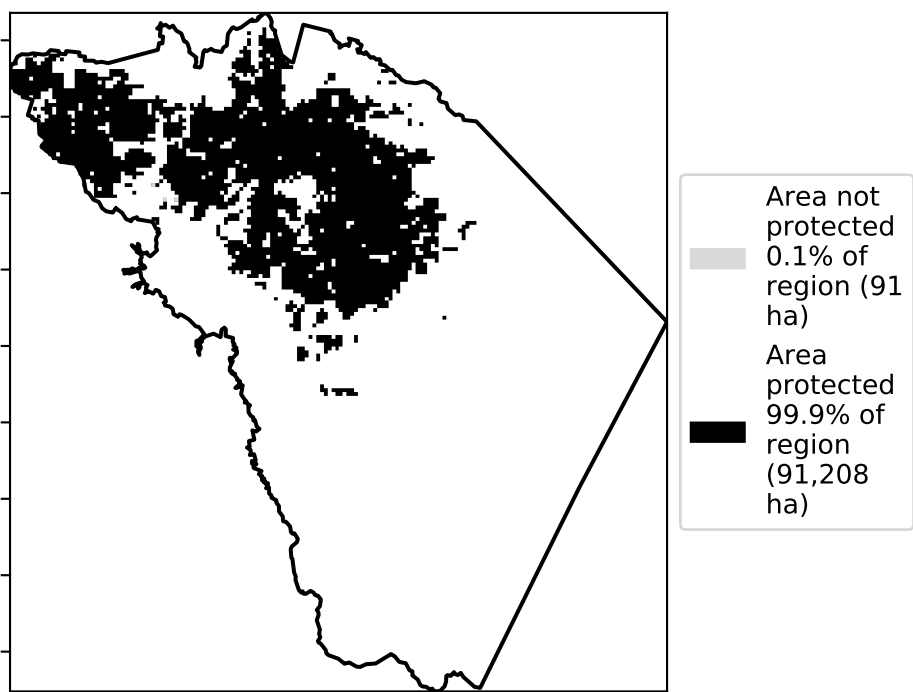 Area not
protected
0.1% of
region (91
ha)
Area
protected
99.9% of
region
(91,208
ha)